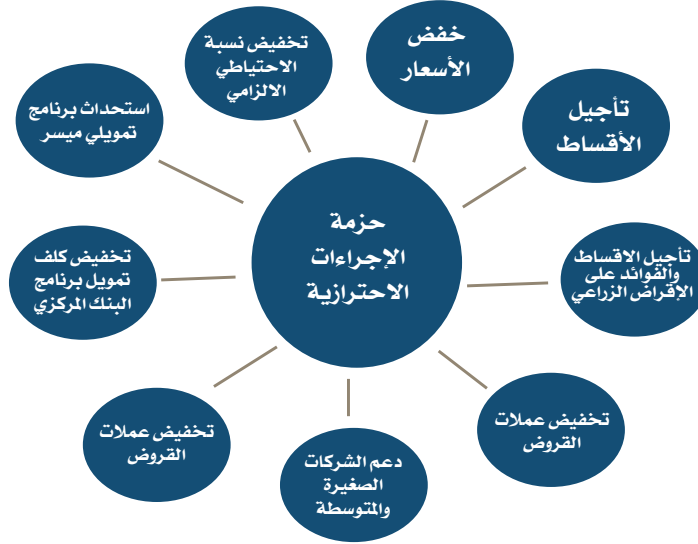 خفض
الأسعار
تخفيض نسبة
الاحتياطي
الالزامي
تأجيل
الأقساط
استحداث برنامج
تمويلي ميسر
حزمة
الإجراءات
الاحترازية
تأجيل الاقساط
والفوائد على
الإقراض الزراعي
تخفيض كلف
تمويل برنامج
البنك المركزي
تخفيض عملات
القروض
تخفيض عملات
القروض
دعم الشركات
الصغيرة
والمتوسطة